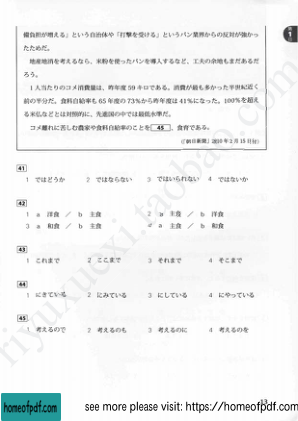 備負担が増える」という自治体や「打撃を受ける」というパン業界からの反対が強かっ
たためだ。
地産地消を考えるなら、米粉を使ったパンを導入するなど、工夫の余地もまだあるだ
ろう。
1人当たりのコメ消費量は、昨年度59キロである。消費が最も多かった半世紀近く
前の半分だ。食料自給率も65年度の73%から昨年度は41%になった。100%を超え
る米仏などとは対照的に、先進国の中では最低水準だ。
コメ離れに苦しむ農家や食料自給率のことを 45 、食育である。
(「朝日新聞」2010年2月15日付)
41
1 ではどうか 2 ではならない 3 ではいられない 4 ではないか
42
1 a 洋食 / b 主食 2 a 主食 / b 洋食
3 a 和食 / b 主食 4 a 主食 / b 和食
43
1 これまで 2 ここまで 3 それまで 4 そこまで
44
1 にきている 2 にみている 3 にしている 4 にやっている
45
1 考えるので 2 考えるのも 3 考えるのに 4 考えるのを
riyuxuexi.taobao.com
13
homeofpdf.com see more please visit: https://homeofpdf.com